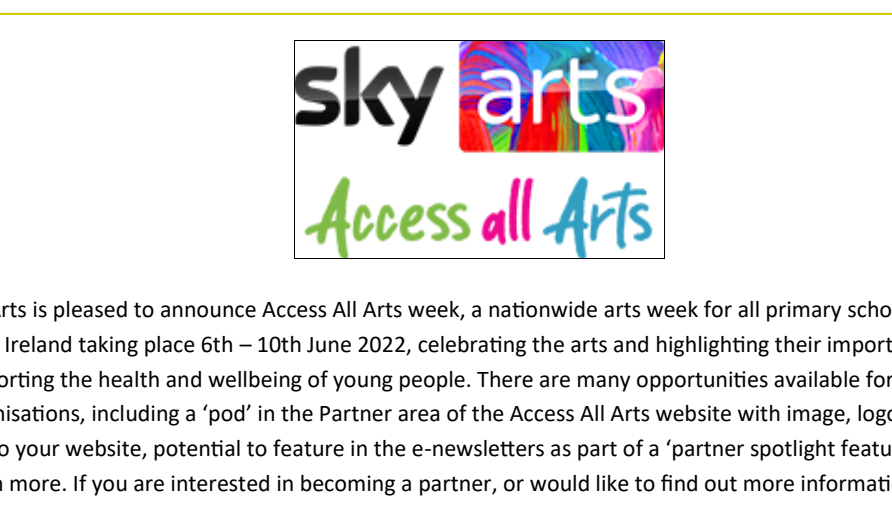 sky arts
Access all Arts
rts is pleased to announce Access All Arts week, a nationwide arts week for all primary scho
Ireland taking place 6th – 10th June 2022, celebrating the arts and highlighting their import
orting the health and wellbeing of young people. There are many opportunities available for
nisations, including a ‘pod’ in the Partner area of the Access All Arts website with image, logo
o your website, potential to feature in the e-newsletters as part of a ‘partner spotlight featu
more. If you are interested in becoming a partner, or would like to find out more informati